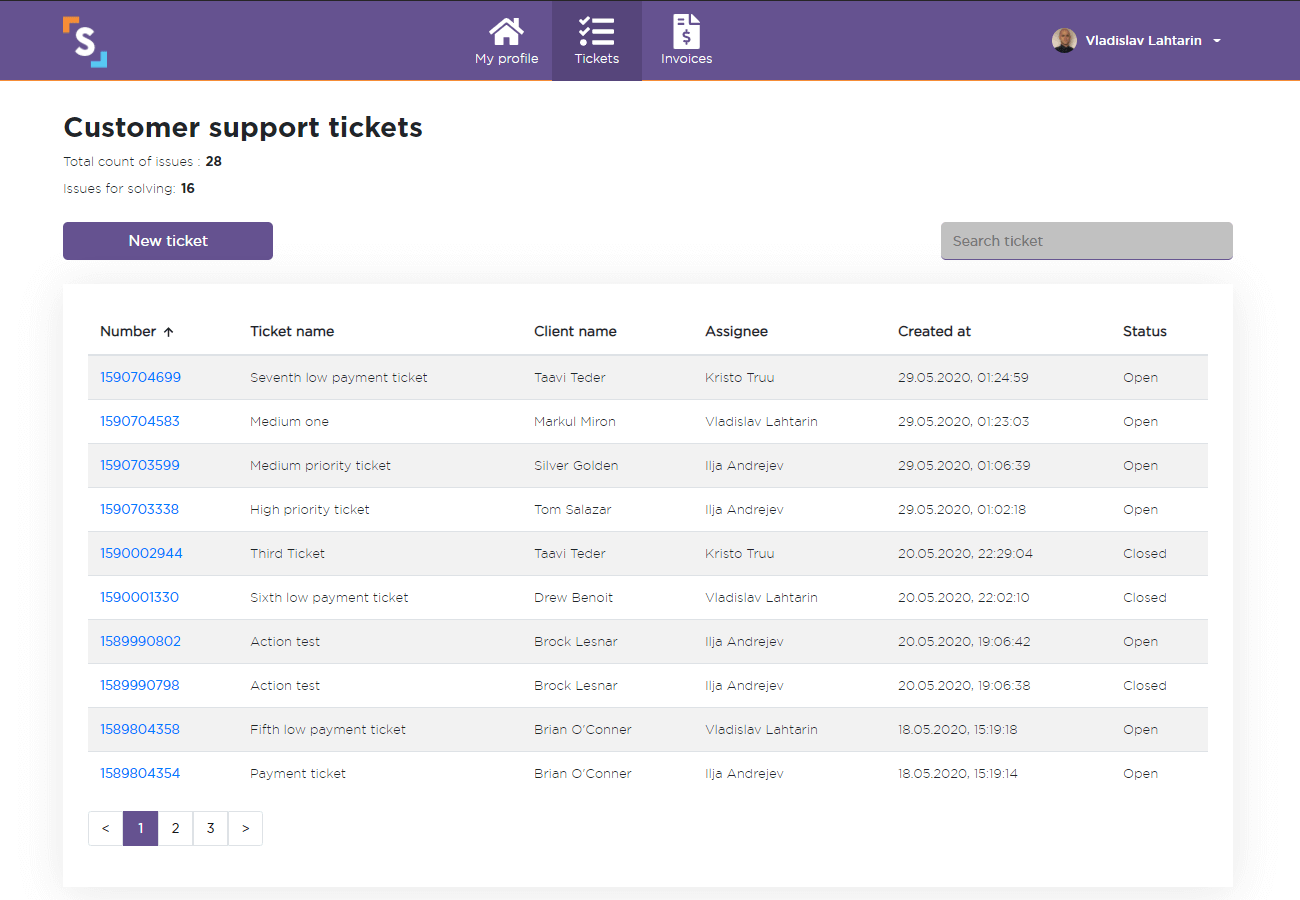 S
My profile Tickets Invoices Vladislav Lahtarin
Customer support tickets
Total count of issues : 28
Issues for solving: 16
New ticket Search ticket
Number ↑ Ticket name Client name Assignee Created at Status
1590704699 Seventh low payment ticket Taavi Teder Kristo Truu 29.05.2020, 01:24:59 Open
1590704583 Medium one Markul Miron Vladislav Lahtarin 29.05.2020, 01:23:03 Open
1590703599 Medium priority ticket Silver Golden Ilja Andrejev 29.05.2020, 01:06:39 Open
1590703338 High priority ticket Tom Salazar Ilja Andrejev 29.05.2020, 01:02:18 Open
1590002944 Third Ticket Taavi Teder Kristo Truu 20.05.2020, 22:29:04 Closed
1590001330 Sixth low payment ticket Drew Benoit Vladislav Lahtarin 20.05.2020, 22:02:10 Closed
1589990802 Action test Brock Lesnar Ilja Andrejev 20.05.2020, 19:06:42 Open
1589990798 Action test Brock Lesnar Ilja Andrejev 20.05.2020, 19:06:38 Closed
1589804358 Fifth low payment ticket Brian O'Conner Vladislav Lahtarin 18.05.2020, 15:19:18 Open
1589804354 Payment ticket Brian O'Conner Ilja Andrejev 18.05.2020, 15:19:14 Open
< 1 2 3 >